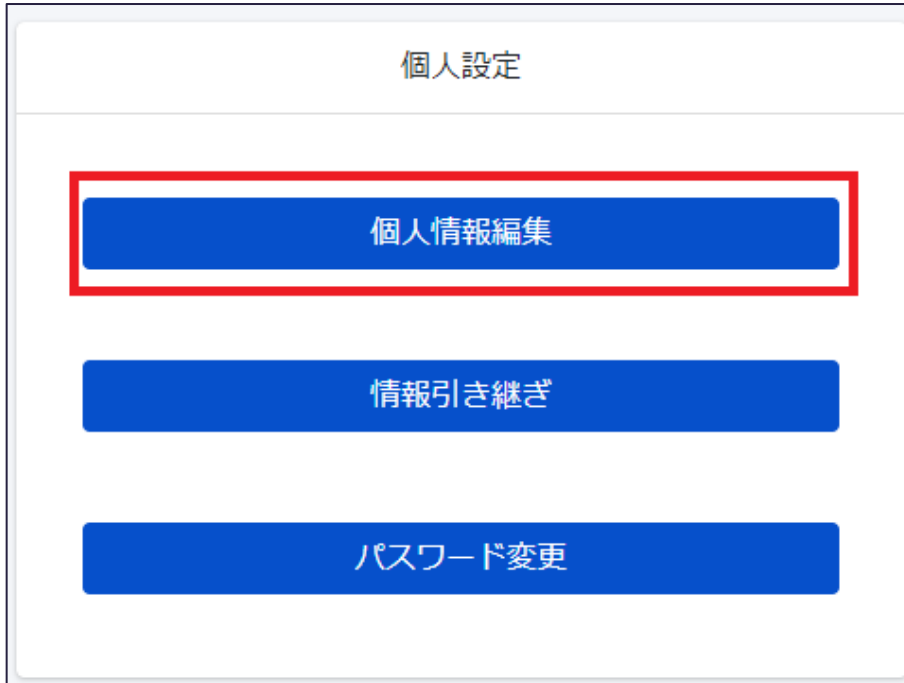 個人設定
個人情報編集
情報引き継ぎ
パスワード変更